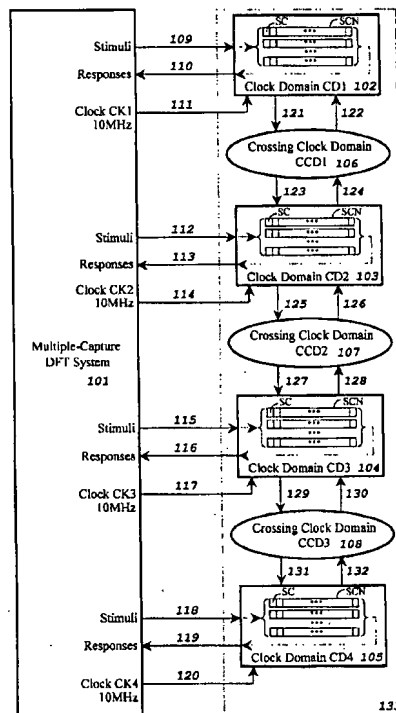 SC ••• SCN
Stimuli 109
Responses 110
Clock Domain CD1 102
Clock CK1 111
10MHz
121 122
Crossing Clock Domain
CCD1 106
123 124
SC ••• SCN
Stimuli 112
Responses 113
Clock Domain CD2 103
Clock CK2 114
10MHz
125 126
Multiple-Capture
DFT System
101
Crossing Clock Domain
CCD2 107
127 128
SC ••• SCN
Stimuli 115
Responses 116
Clock Domain CD3 104
Clock CK3 117
10MHz
129 130
Crossing Clock Domain
CCD3 108
131 132
SC ••• SCN
Stimuli 118
Responses 119
Clock Domain CD4 105
Clock CK4 120
10MHz